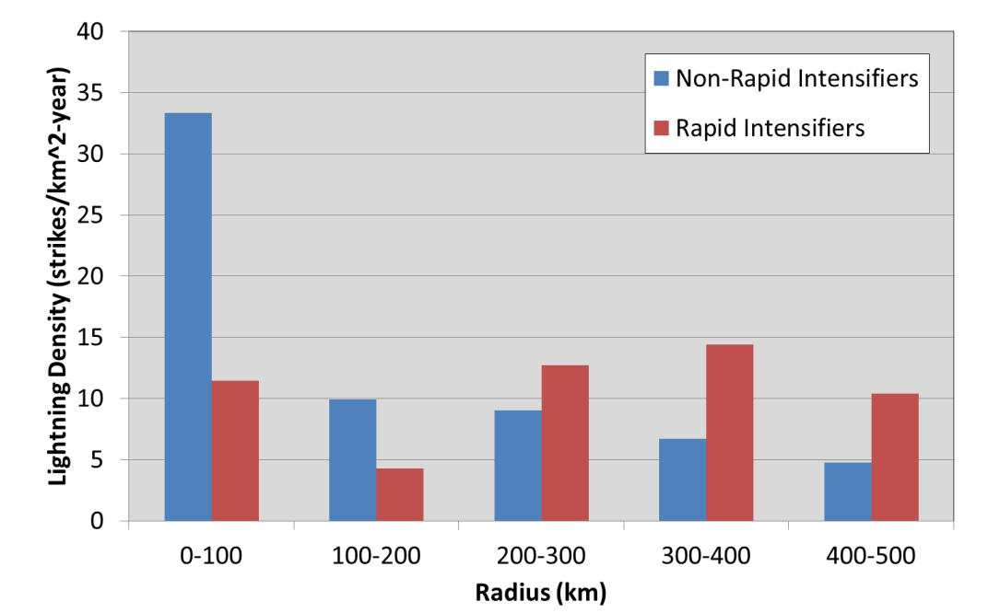 40
35
30
25
20
15
10
5
0
Lightning Density (strikes/km^2-year)
Non-Rapid Intensifiers
Rapid Intensifiers
0-100 100-200 200-300 300-400 400-500
Radius (km)